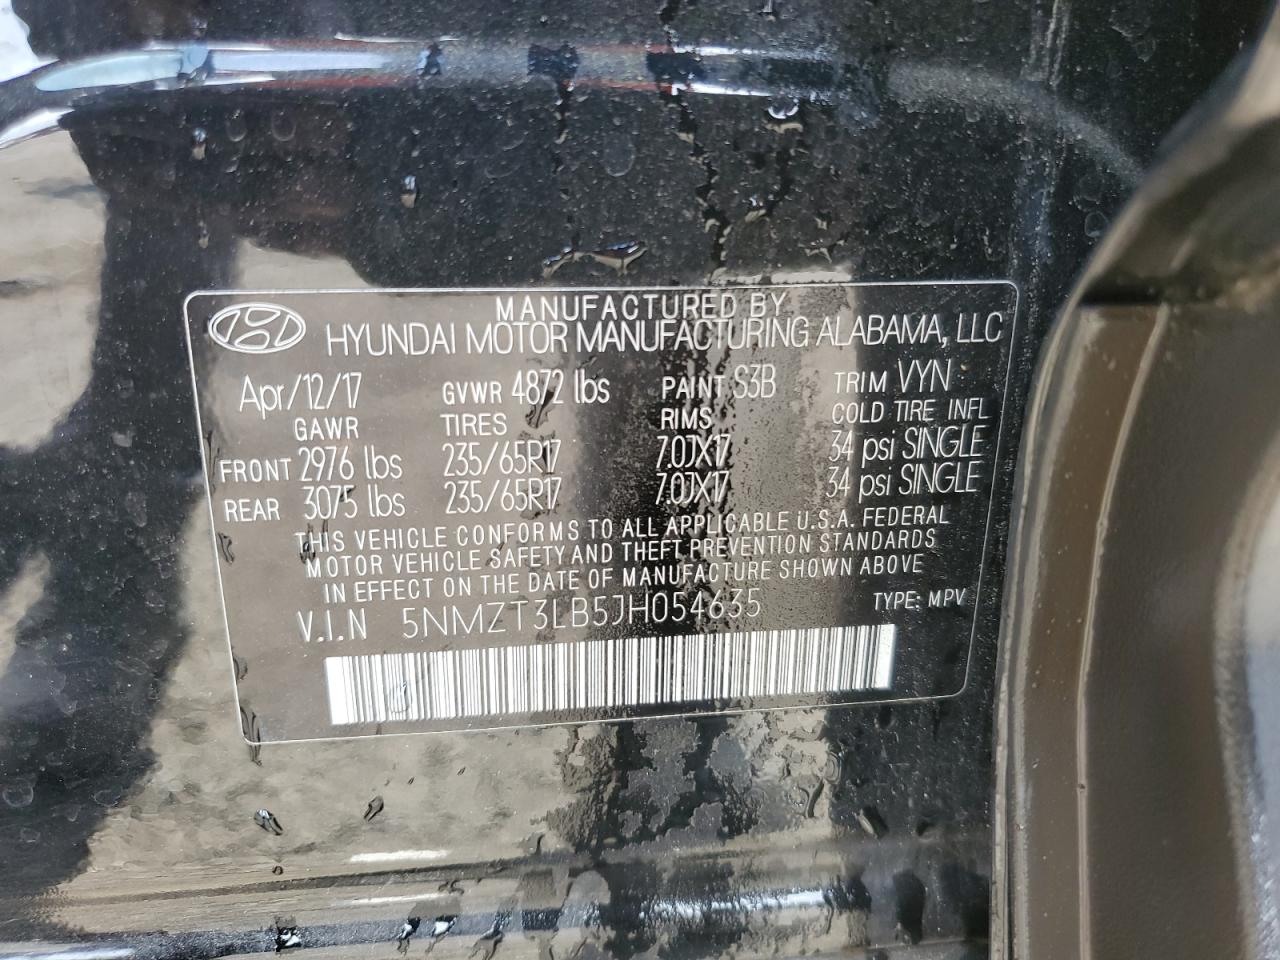 MANUFACTURED BY
HYUNDAI MOTOR MANUFACTURING ALABAMA, LLC
Apr/12/17 GVWR 4872 lbs PAINT S3B TRIM VYN
GAWR TIRES RIMS COLD TIRE INFL
FRONT 2976 lbs 235/65R17 7.0JX17 34 psi SINGLE
REAR 3075 lbs 235/65R17 7.0JX17 34 psi SINGLE
THIS VEHICLE CONFORMS TO ALL APPLICABLE U.S.A. FEDERAL
MOTOR VEHICLE SAFETY AND THEFT PREVENTION STANDARDS
IN EFFECT ON THE DATE OF MANUFACTURE SHOWN ABOVE
V.I.N 5NMZT3LB5JH054635 TYPE: MPV